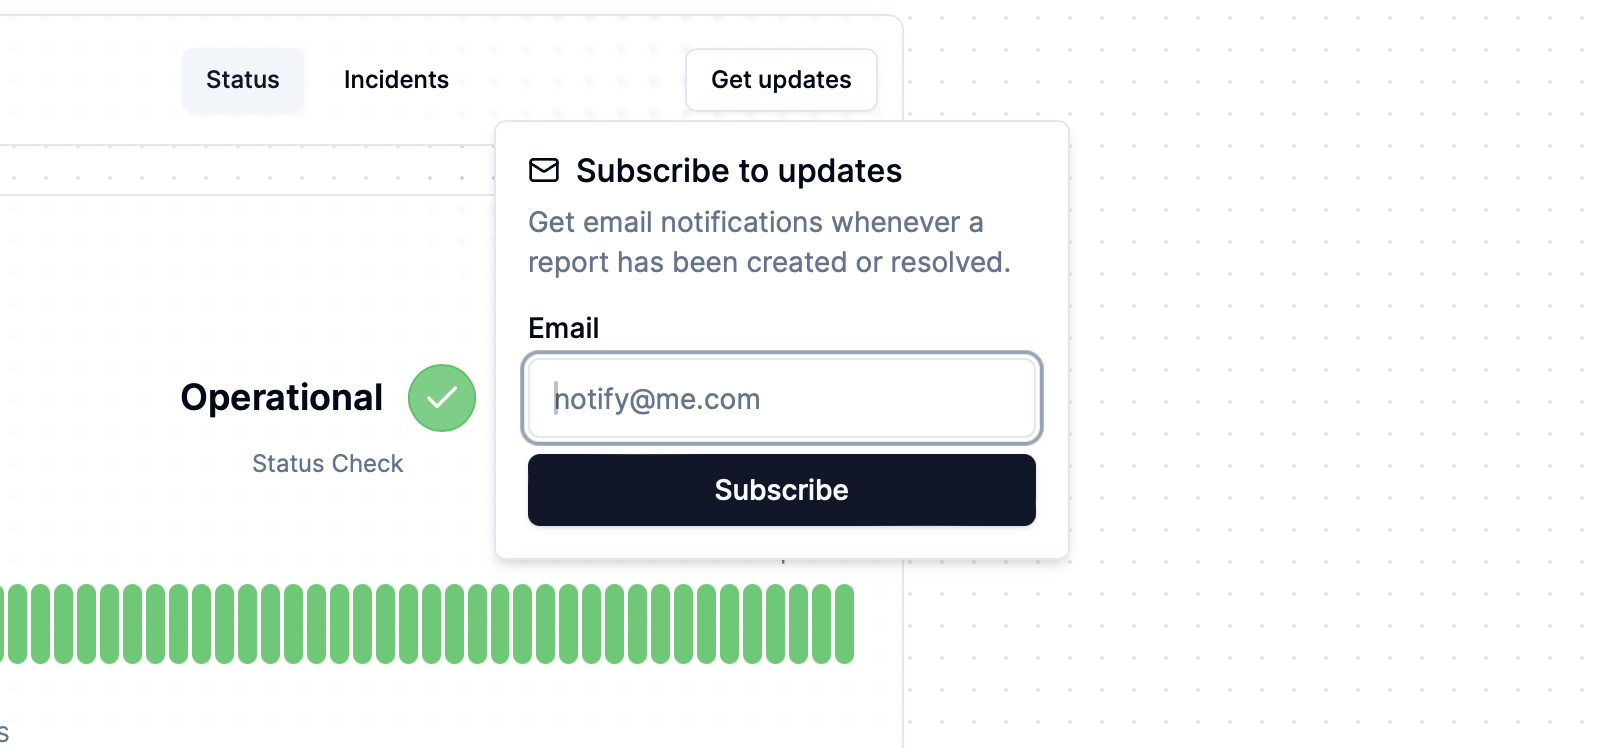 Status
Incidents
Get updates
Subscribe to updates
Get email notifications whenever a
report has been created or resolved.
Email
notify@me.com
Subscribe
Operational
Status Check